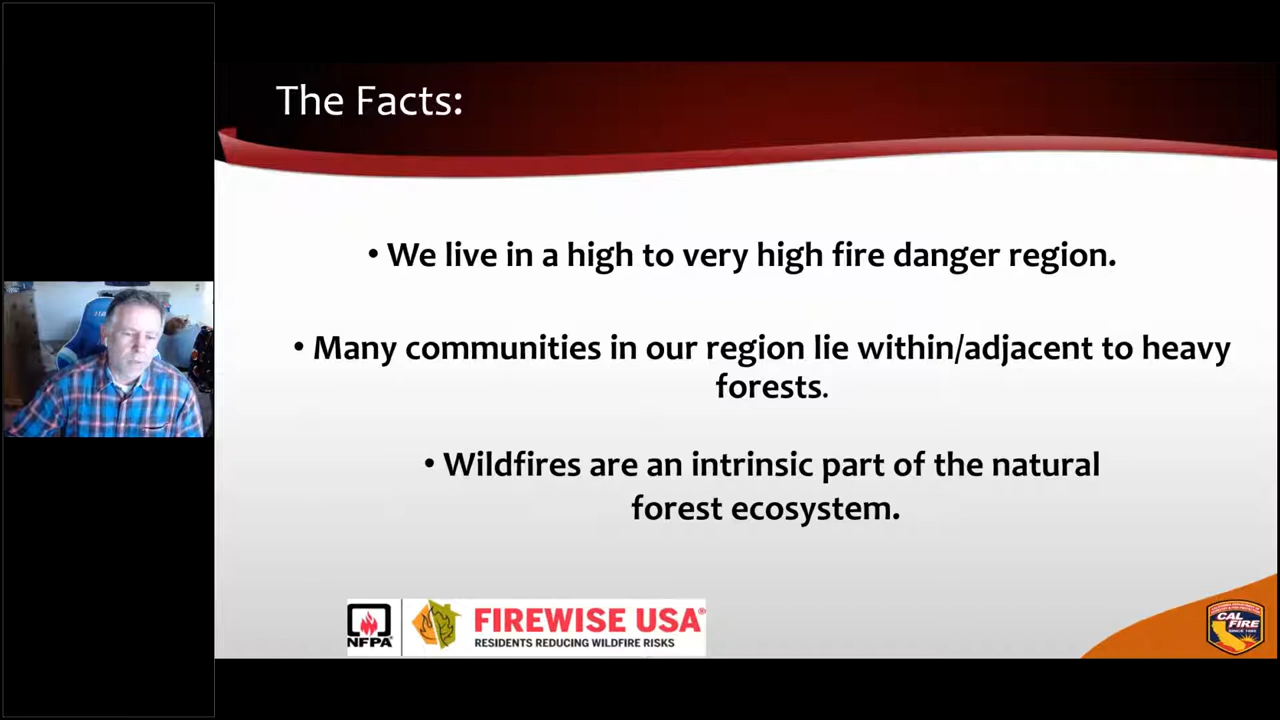 The Facts:
• We live in a high to very high fire danger region.
• Many communities in our region lie within/adjacent to heavy
forests.
• Wildfires are an intrinsic part of the natural
forest ecosystem.
NFPA
FIREWISE USA®
RESIDENTS REDUCING WILDFIRE RISKS
CAL
FIRE
SINCE 1885